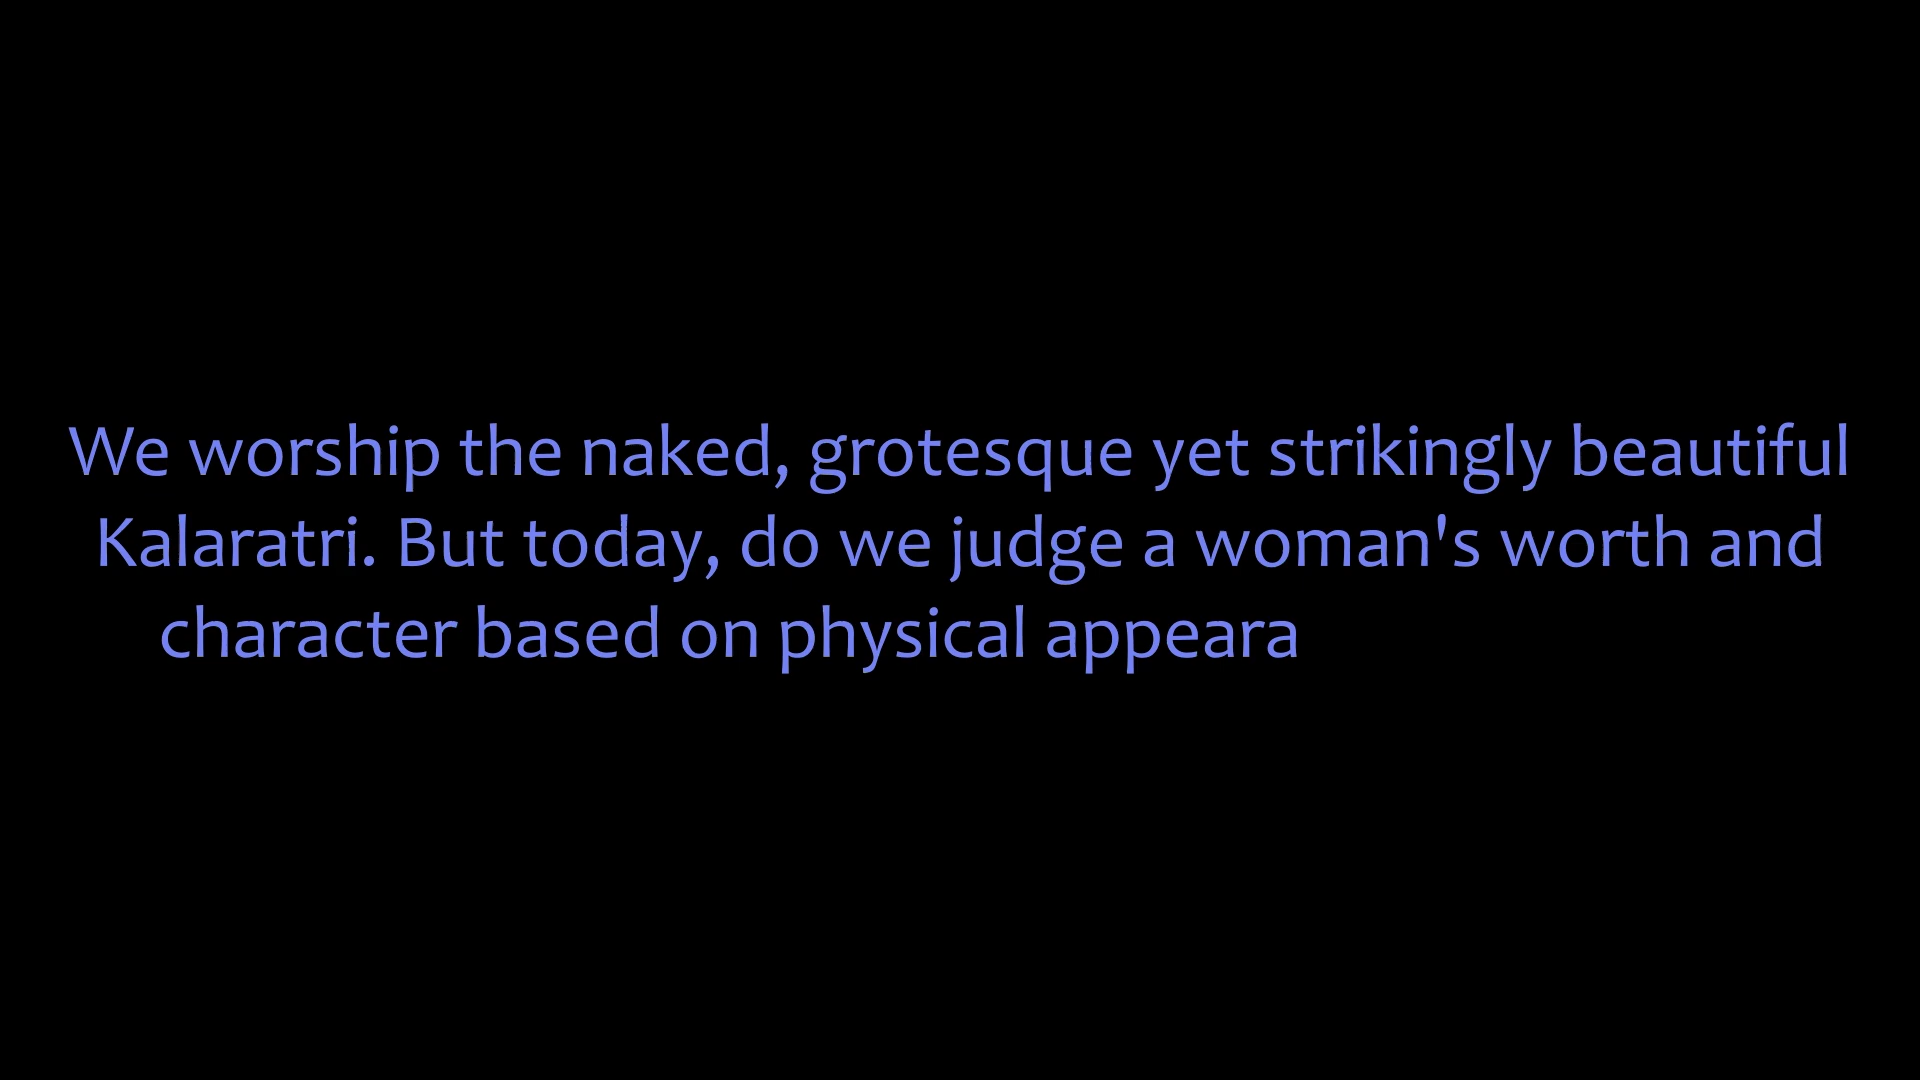 We worship the naked, grotesque yet strikingly beautiful
Kalaratri. But today, do we judge a woman's worth and
character based on physical appeara